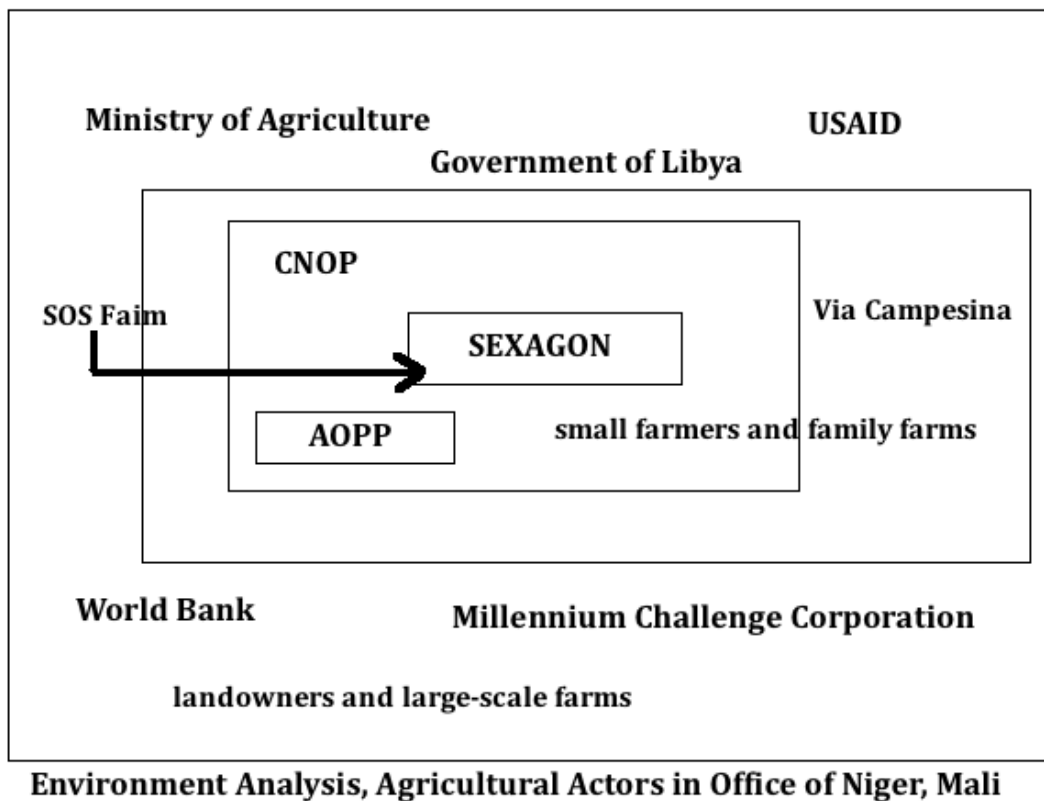 Ministry of Agriculture
USAID
Government of Libya
CNOP
SOS Faim
Via Campesina
SEXAGON
AOPP
small farmers and family farms
World Bank
Millennium Challenge Corporation
landowners and large-scale farms
Environment Analysis, Agricultural Actors in Office of Niger, Mali